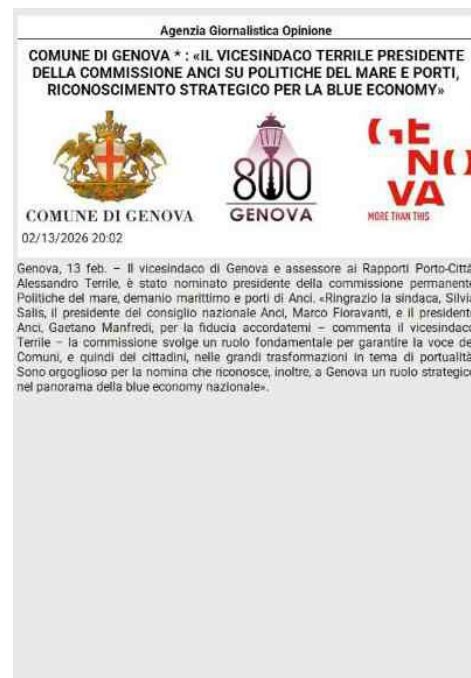 Agenzia Giornalistica Opinione
COMUNE DI GENOVA * : «IL VICESINDACO TERRILE PRESIDENTE
DELLA COMMISSIONE ANCI SU POLITICHE DEL MARE E PORTI,
RICONOSCIMENTO STRATEGICO PER LA BLUE ECONOMY»
COMUNE DI GENOVA
800
GENOVA
GE
NO
VA
MORE THAN THIS
02/13/2026 20:02
Genova, 13 feb. – Il vicesindaco di Genova e assessore ai Rapporti Porto-Città
Alessandro Terrile, è stato nominato presidente della commissione permanente
Politiche del mare, demanio marittimo e porti di Anci. «Ringrazio la sindaca, Silvia
Salis, il presidente del consiglio nazionale Anci, Marco Fioravanti, e il presidente
Anci, Gaetano Manfredi, per la fiducia accordatemi – commenta il vicesindaco
Terrile – la commissione svolge un ruolo fondamentale per garantire la voce dei
Comuni, e quindi dei cittadini, nelle grandi trasformazioni in tema di portualità
Sono orgoglioso per la nomina che riconosce, inoltre, a Genova un ruolo strategico
nel panorama della blue economy nazionale».